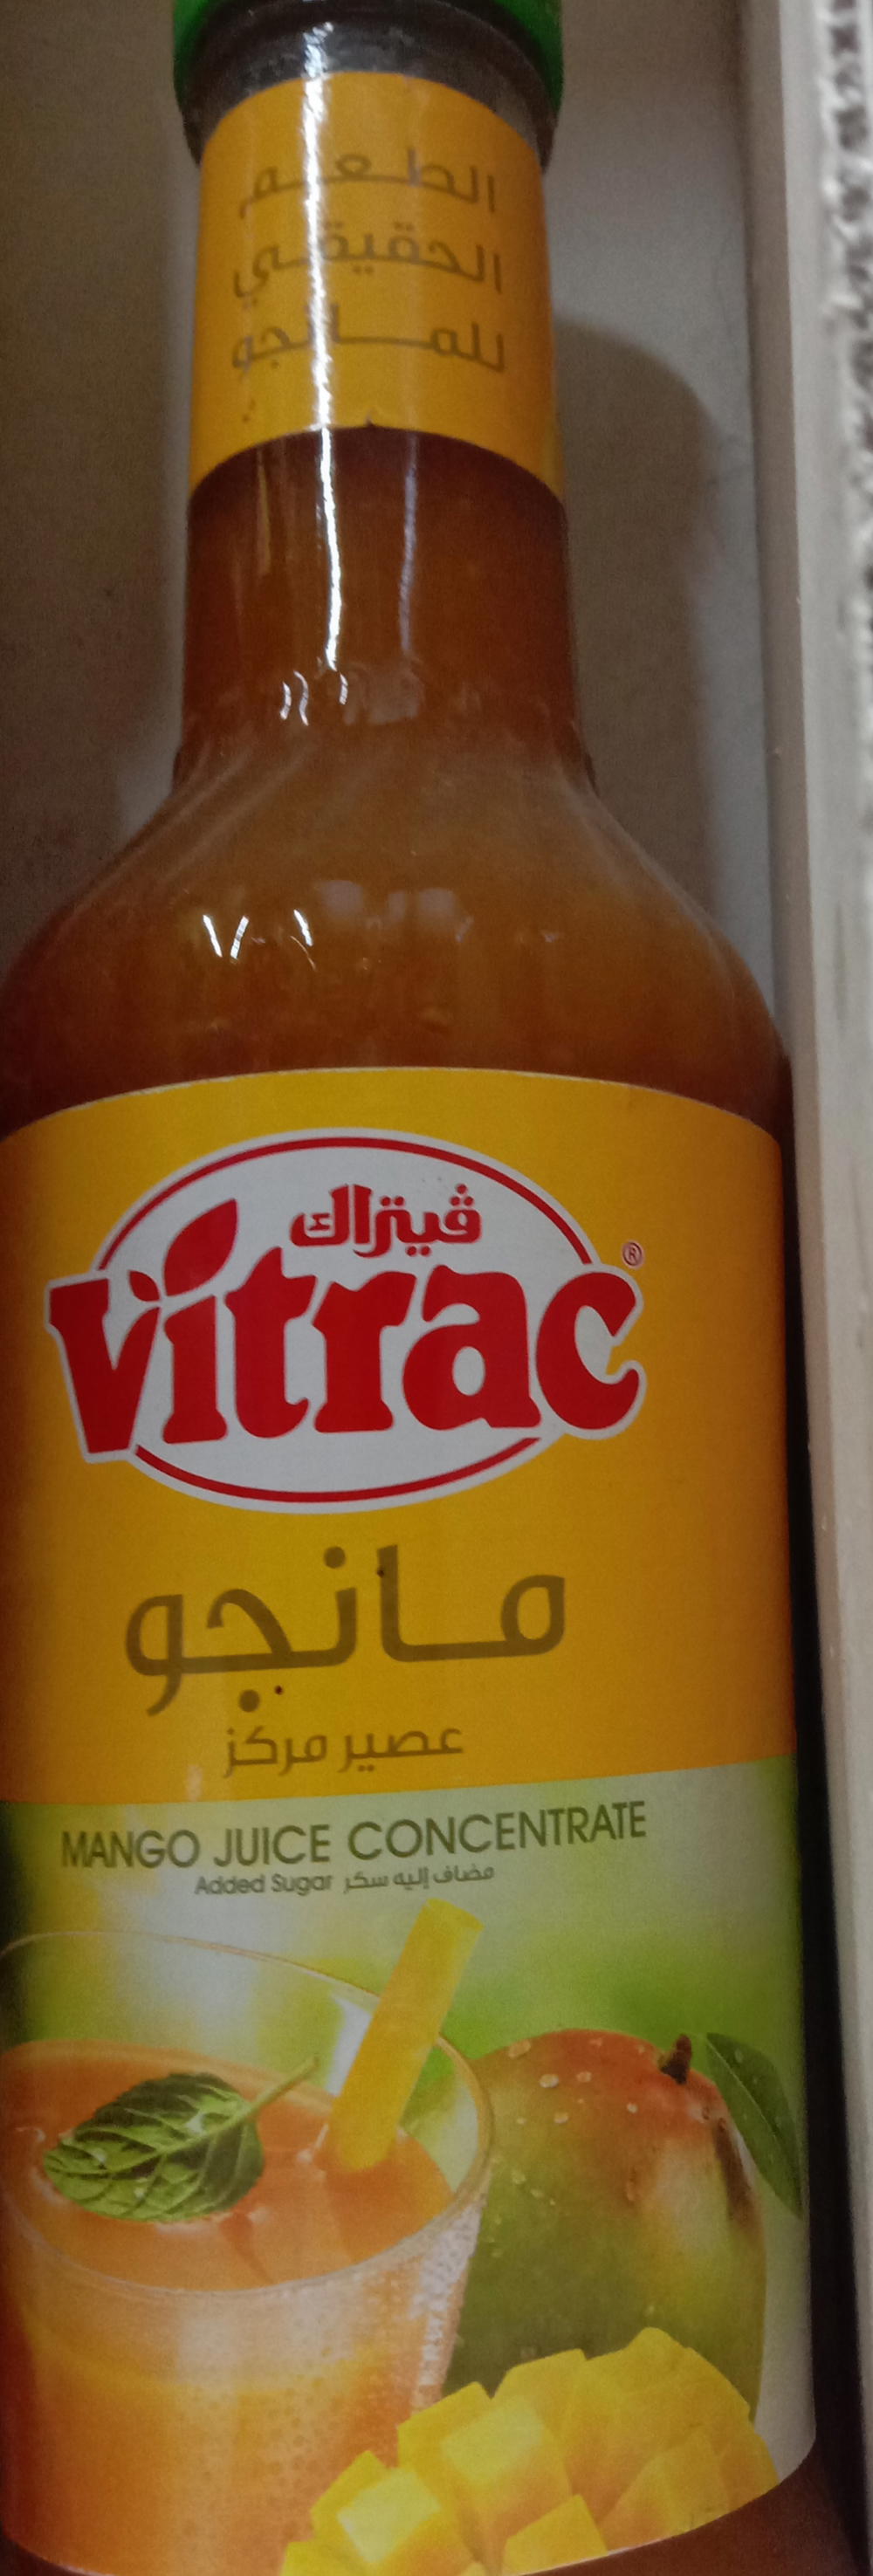 الطعم
الحقيقي
للمانجو
ڤيتراك
Vitrac®
مانجو
عصير مركز
MANGO JUICE CONCENTRATE
Added Sugar مضاف إليه سكر